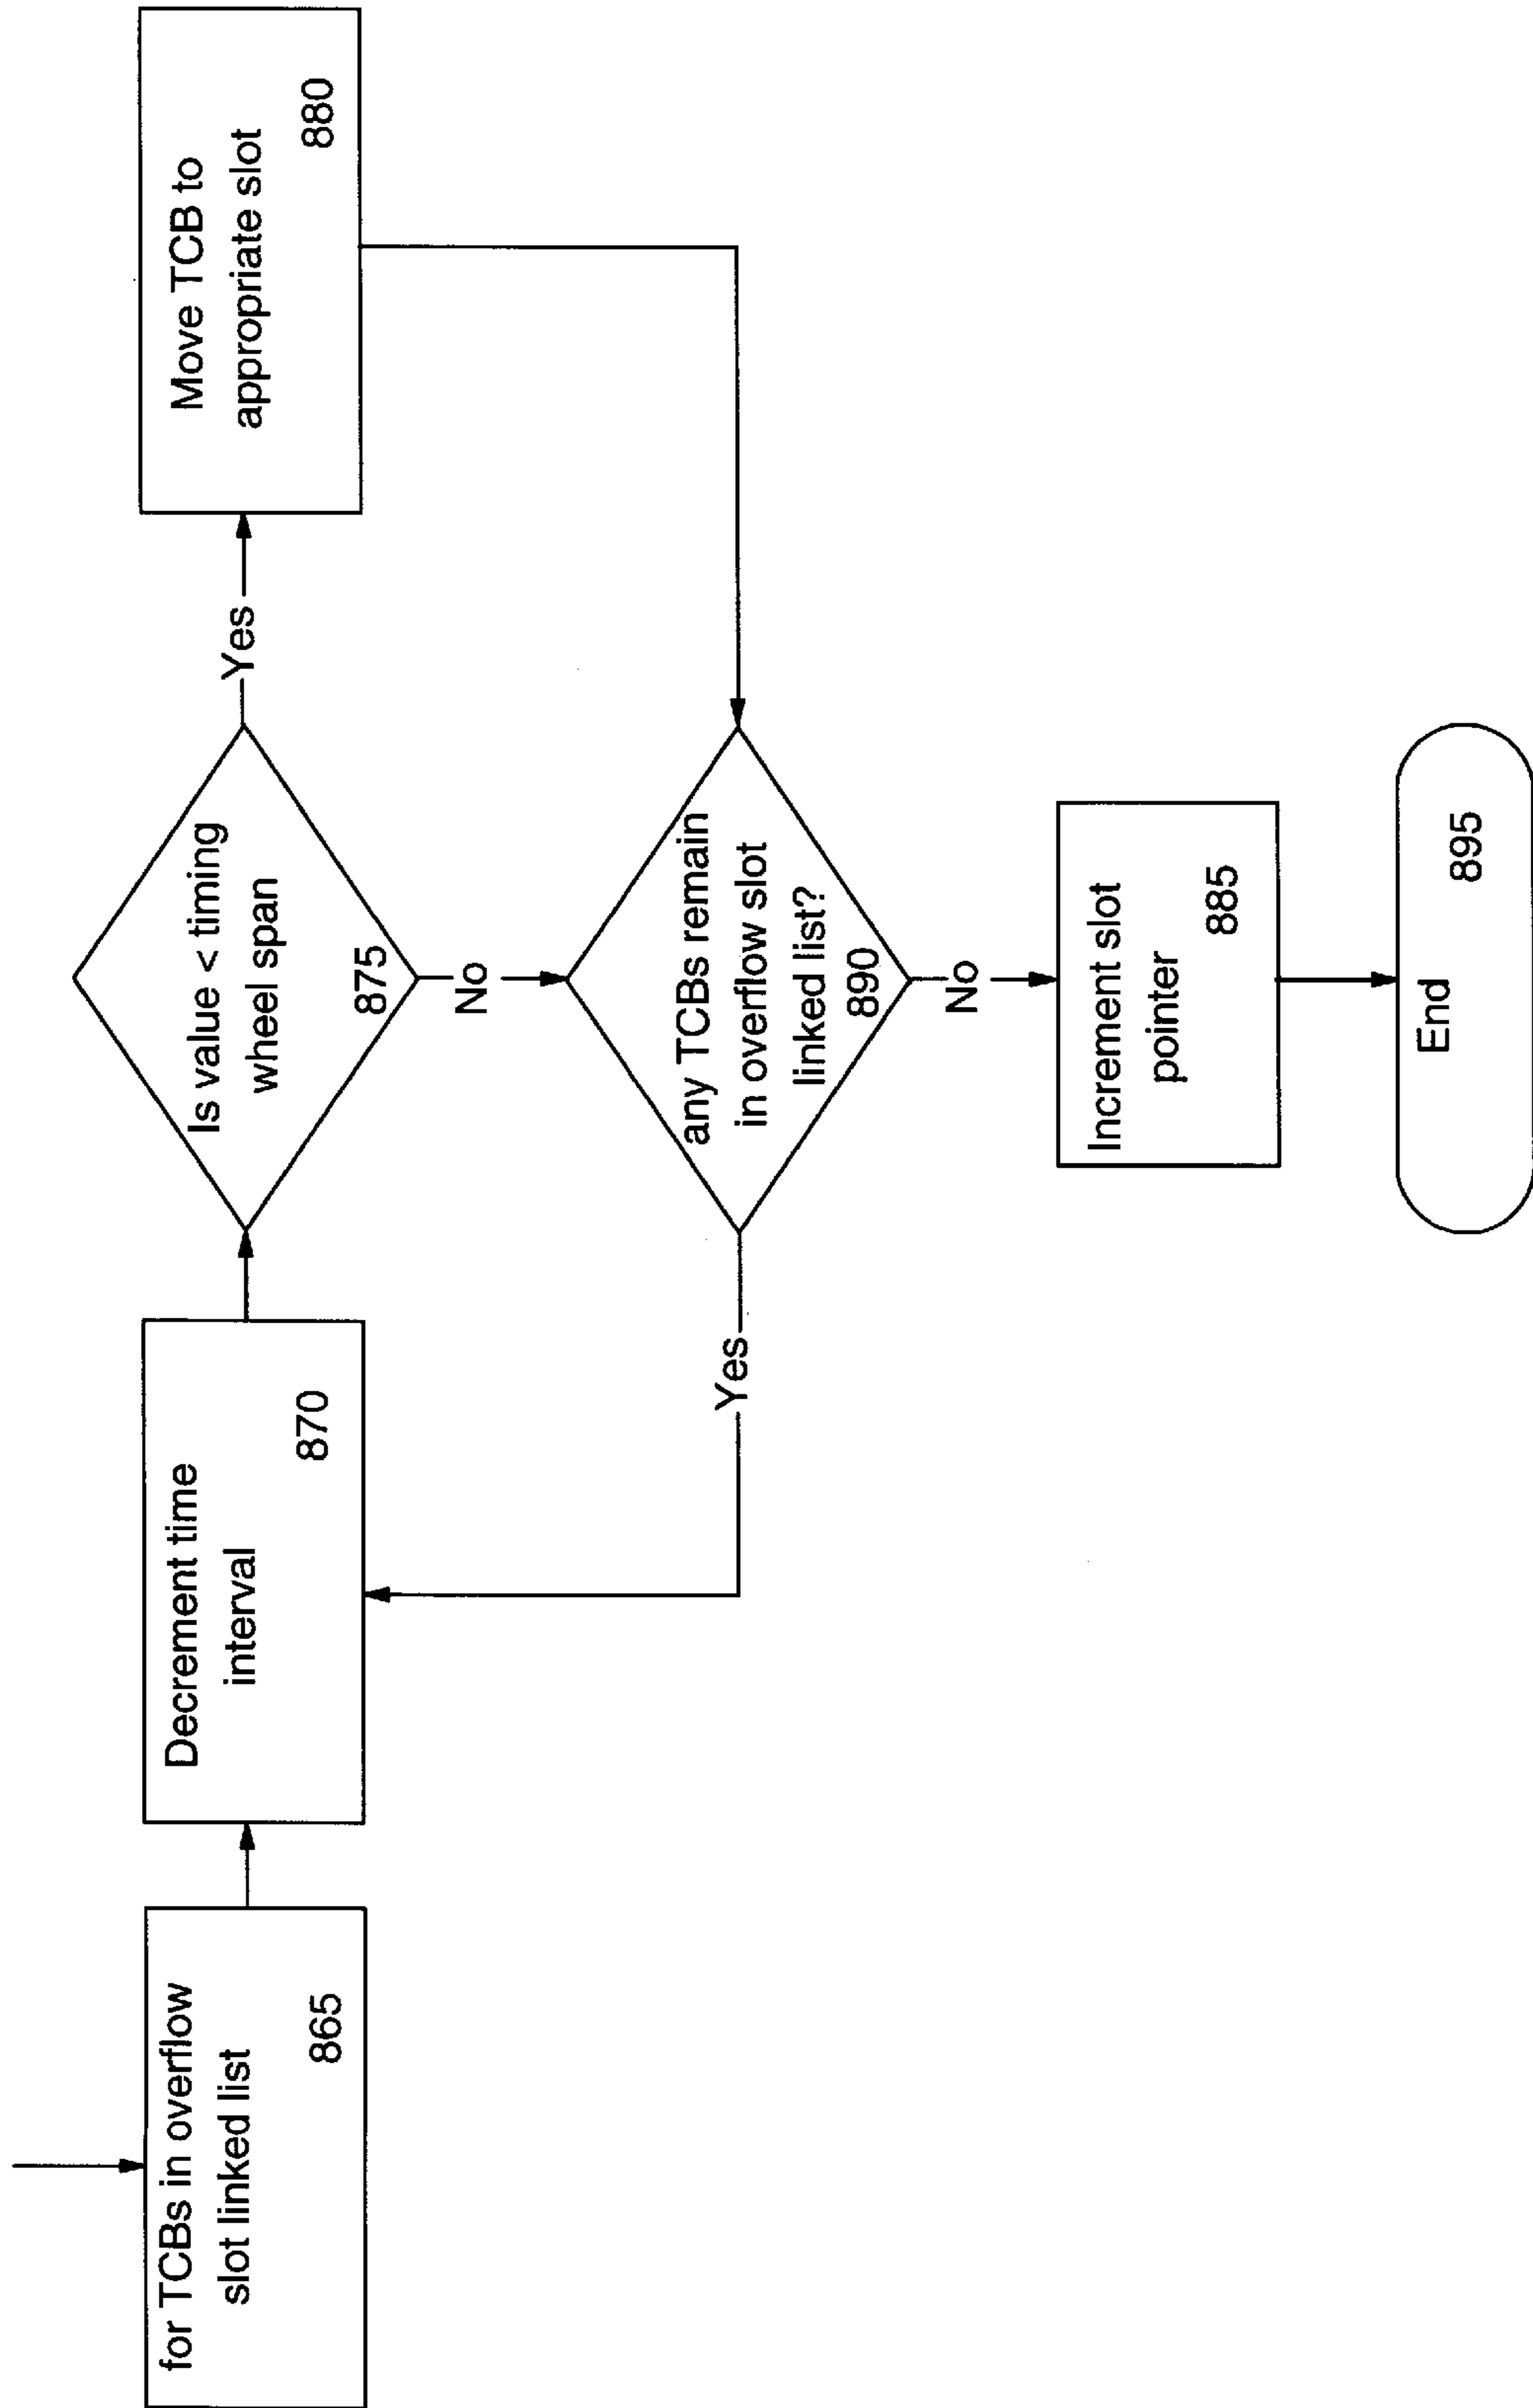 for TCBs in overflow
slot linked list
865
Decrement time
interval
870
Is value < timing
wheel span
875
Yes
Move TCB to
appropriate slot
880
No
any TCBs remain
in overflow slot
linked list?
890
Yes
No
Increment slot
pointer
885
End
895